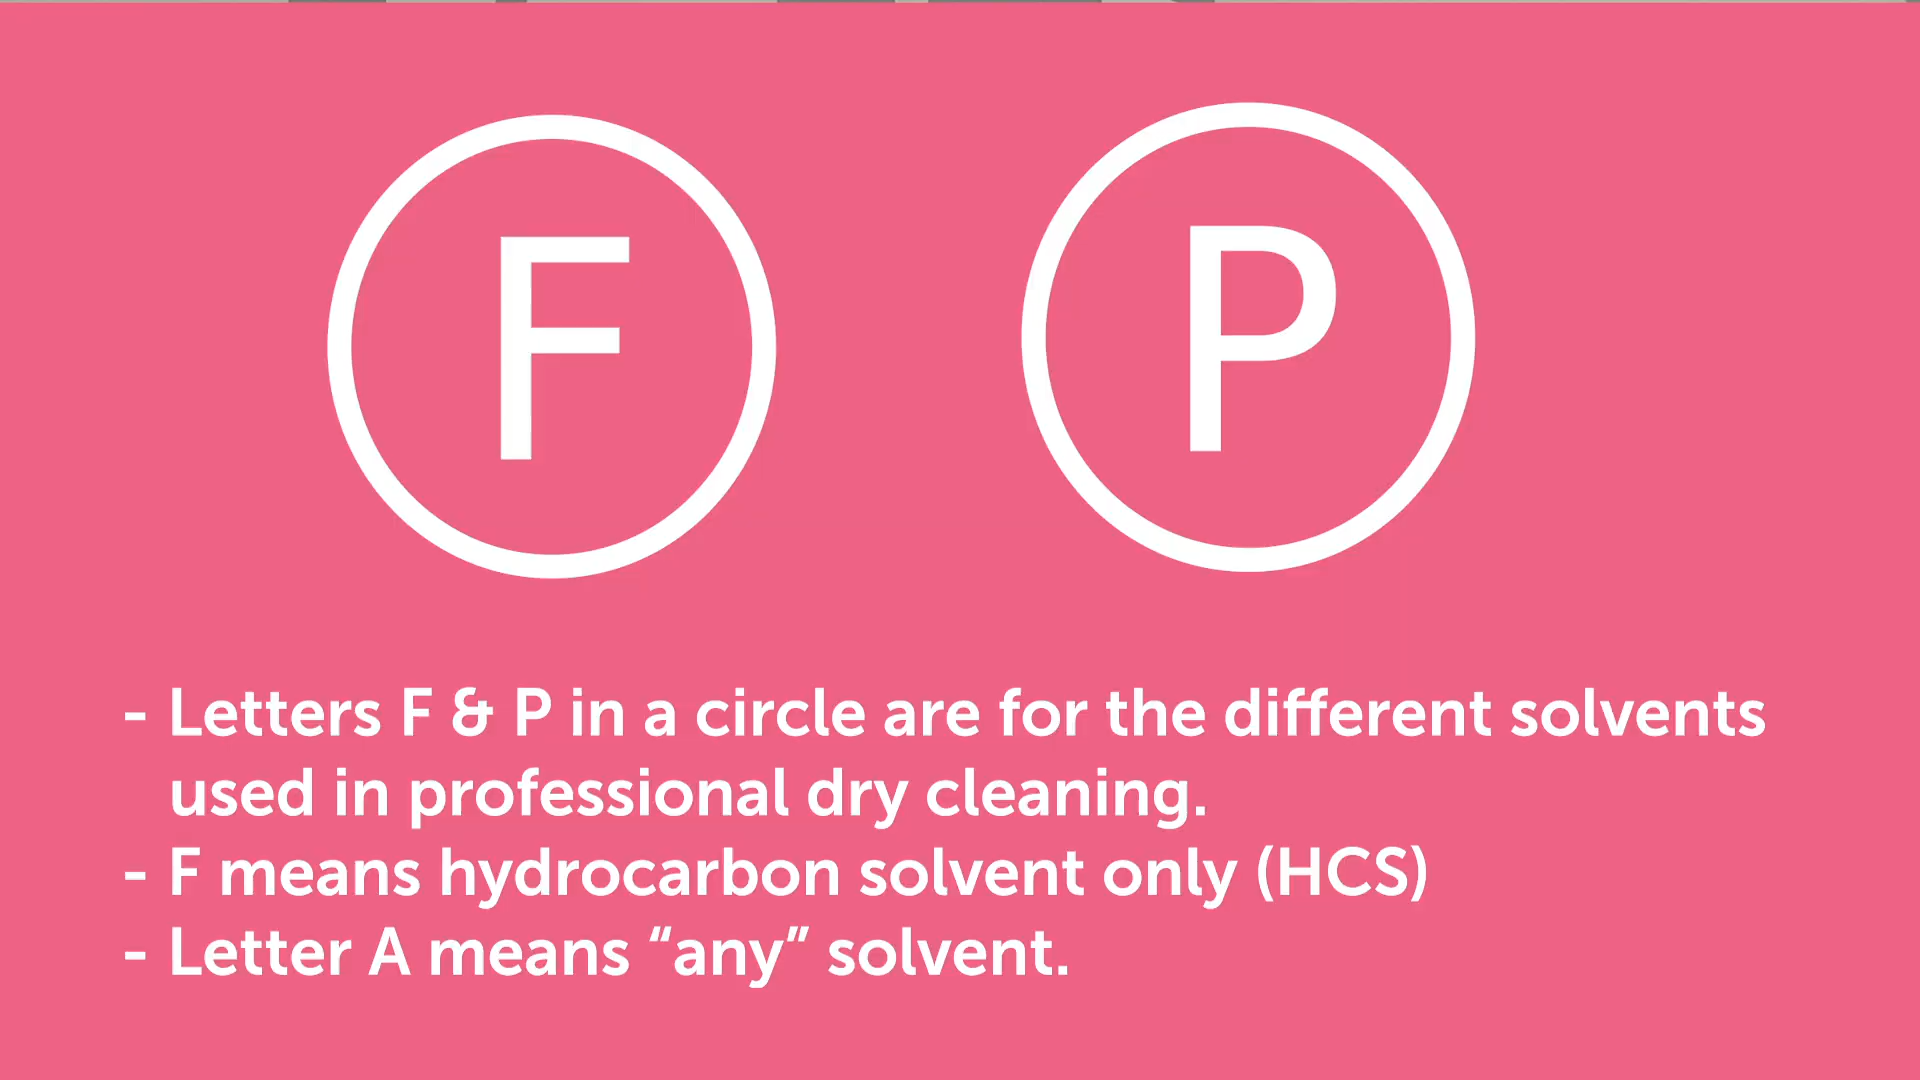 F P
- Letters F & P in a circle are for the different solvents
used in professional dry cleaning.
- F means hydrocarbon solvent only (HCS)
- Letter A means “any” solvent.